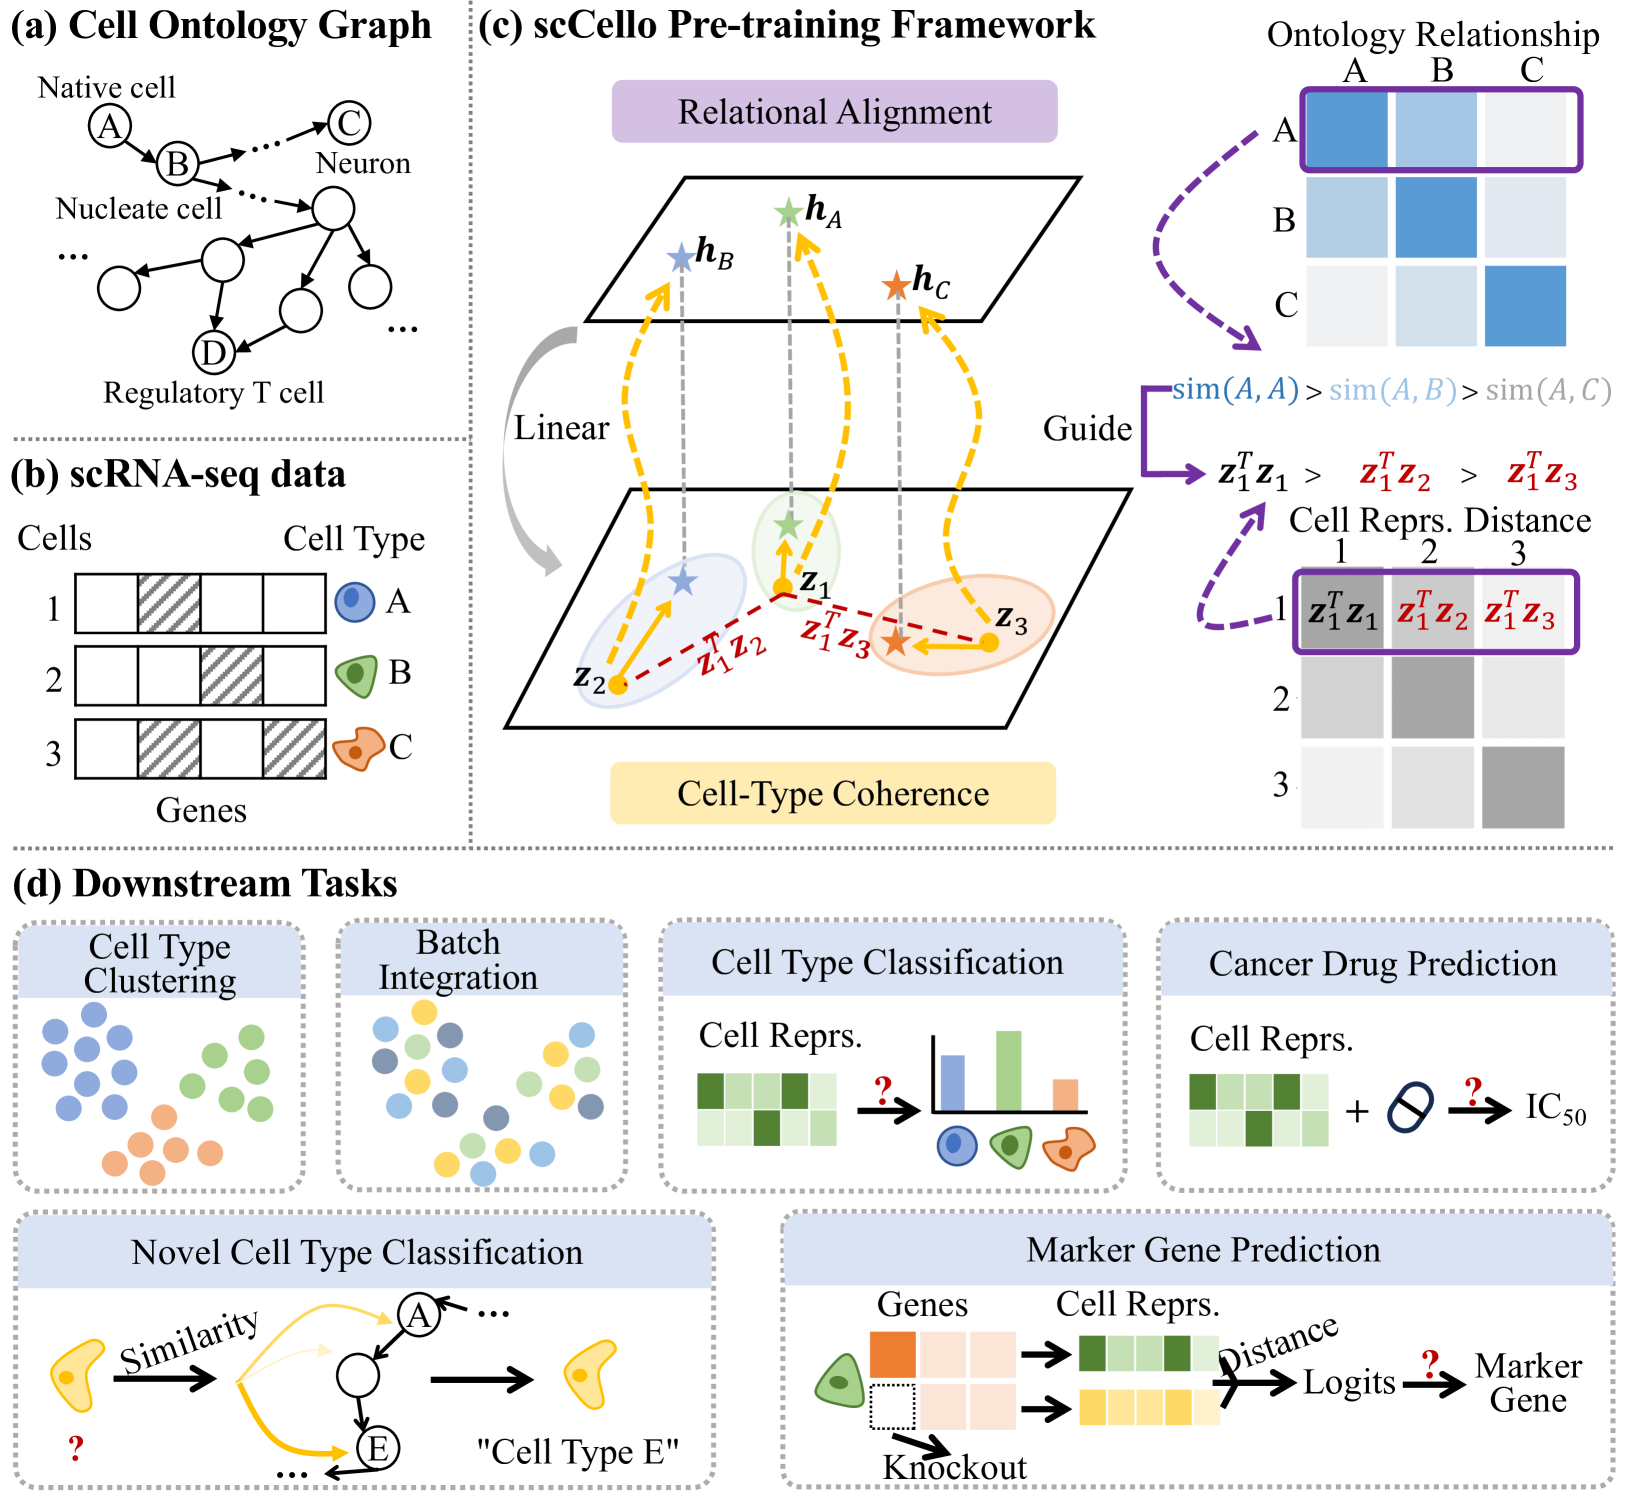 (a) Cell Ontology Graph
Native cell
A
B
C
Neuron
Nucleate cell
...
...
D
Regulatory T cell
(b) scRNA-seq data
Cells
Cell Type
1
A
2
B
3
C
Genes
(c) scCello Pre-training Framework
Relational Alignment
h_A
h_B
h_C
Linear
z_1
z_2
z_3
z_1^T z_2
z_1^T z_3
Cell-Type Coherence
Ontology Relationship
A B C
A
B
C
sim(A, A) > sim(A, B) > sim(A, C)
Guide
z_1^T z_1 > z_1^T z_2 > z_1^T z_3
Cell Reprs. Distance
1 2 3
1 z_1^T z_1 z_1^T z_2 z_1^T z_3
2
3
(d) Downstream Tasks
Cell Type
Clustering
Batch
Integration
Cell Type Classification
Cell Reprs.
?
Cancer Drug Prediction
Cell Reprs.
+
?
IC_50
Novel Cell Type Classification
?
Similarity
A
...
E
...
"Cell Type E"
Marker Gene Prediction
Genes
Cell Reprs.
Knockout
Distance
Logits
?
Marker
Gene